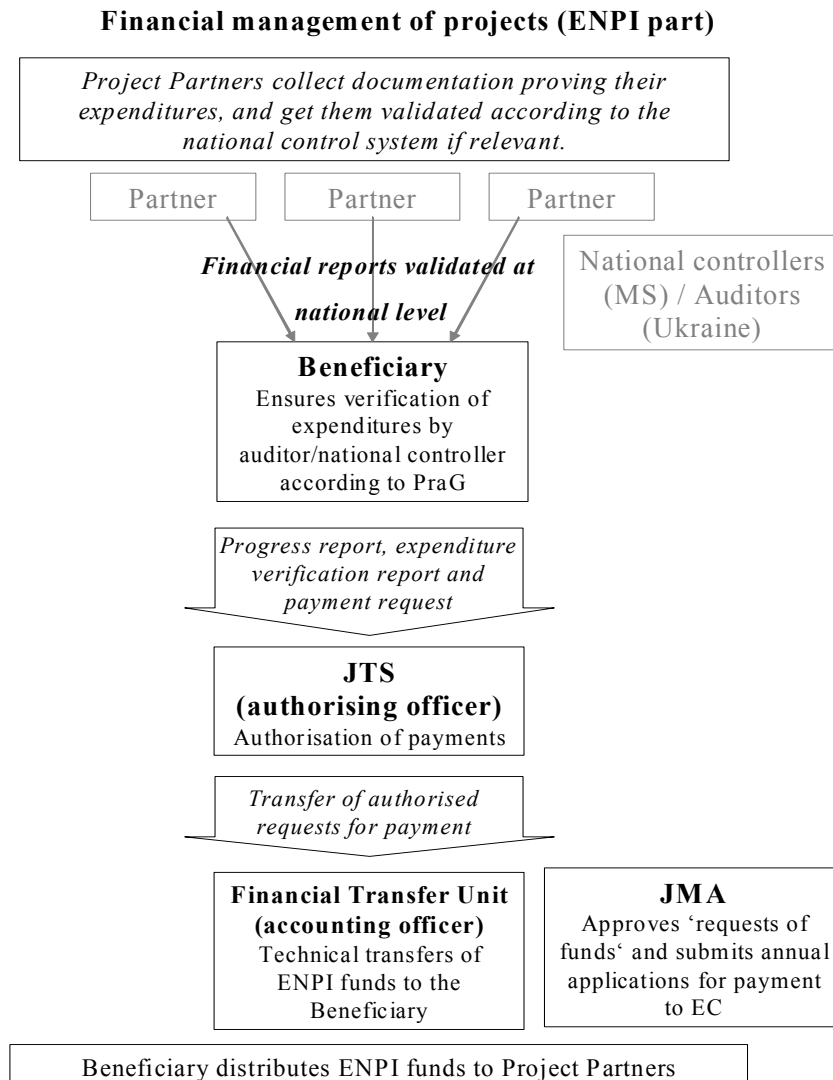 Financial management of projects (ENPI part)
Project Partners collect documentation proving their
expenditures, and get them validated according to the
national control system if relevant.
Partner
Partner
Partner
Financial reports validated at
national level
National controllers
(MS) / Auditors
(Ukraine)
Beneficiary
Ensures verification of
expenditures by
auditor/national controller
according to PraG
Progress report, expenditure
verification report and
payment request
JTS
(authorising officer)
Authorisation of payments
Transfer of authorised
requests for payment
Financial Transfer Unit
(accounting officer)
Technical transfers of
ENPI funds to the
Beneficiary
JMA
Approves ‘requests of
funds‘ and submits annual
applications for payment
to EC
Beneficiary distributes ENPI funds to Project Partners